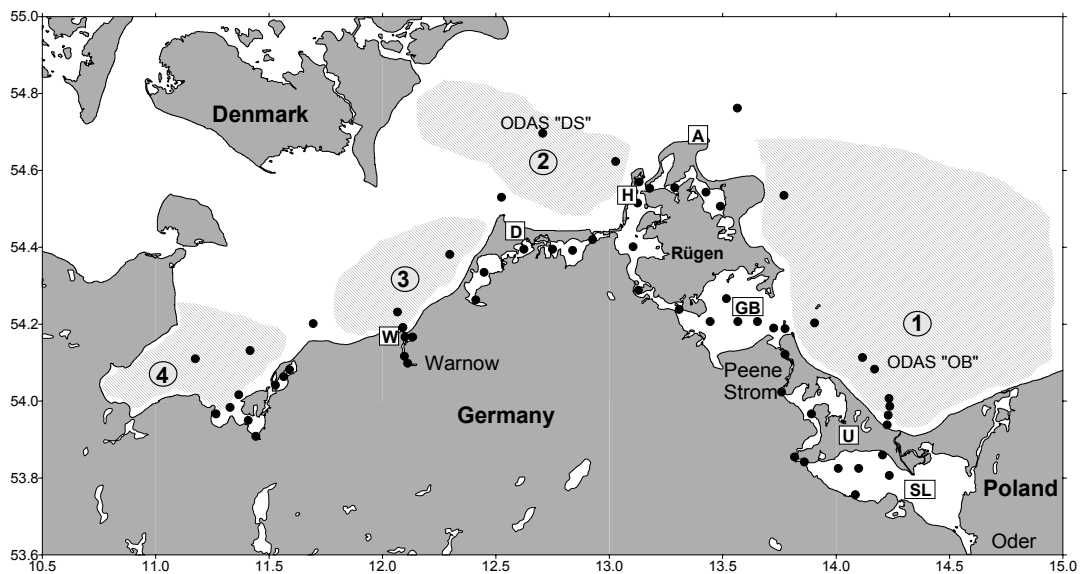 55.0
54.8
54.6
54.4
54.2
54.0
53.8
53.6
10.5
11.0
11.5
12.0
12.5
13.0
13.5
14.0
14.5
15.0
Denmark
ODAS "DS"
2
A
H
D
Rügen
3
GB
1
W
Warnow
4
Peene
Strom
ODAS "OB"
Germany
U
SL
Poland
Oder